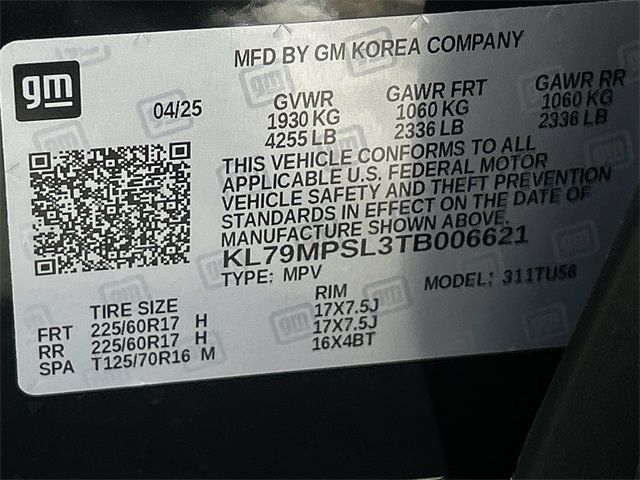 MFD BY GM KOREA COMPANY
gm
04/25
GVWR GAWR FRT GAWR RR
1930 KG 1060 KG 1060 KG
4255 LB 2336 LB 2336 LB
THIS VEHICLE CONFORMS TO ALL
APPLICABLE U.S. FEDERAL MOTOR
VEHICLE SAFETY AND THEFT PREVENTION
STANDARDS IN EFFECT ON THE DATE OF
MANUFACTURE SHOWN ABOVE.
KL79MPSL3TB006621
TYPE: MPV MODEL: 311TU56
TIRE SIZE RIM
FRT 225/60R17 H 17X7.5J
RR 225/60R17 H 17X7.5J
SPA T125/70R16 M 16X4BT